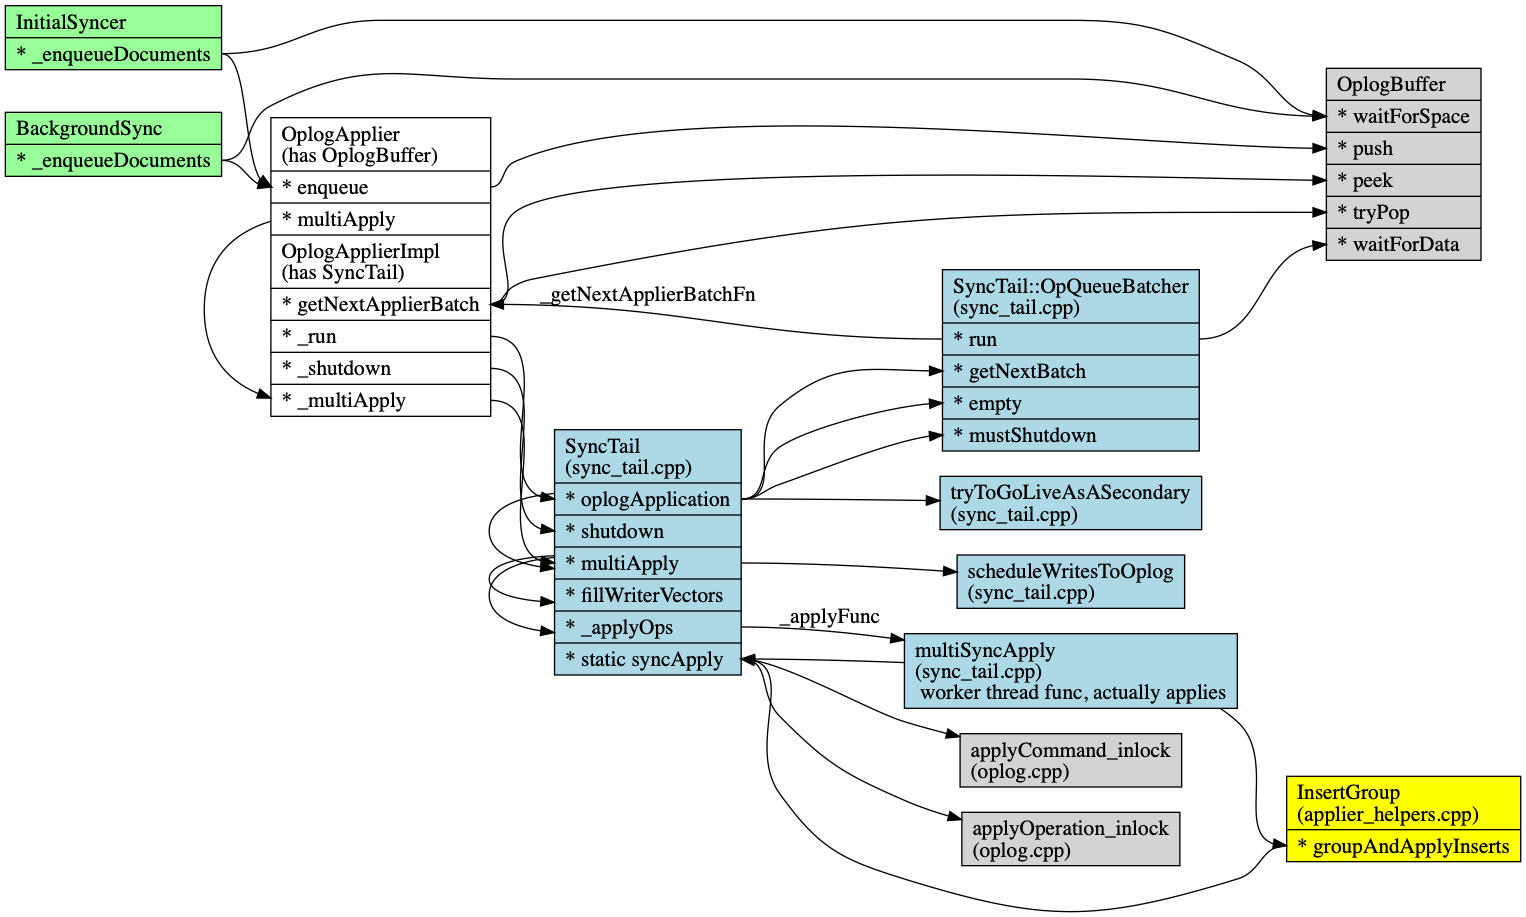 InitialSyncer
* _enqueueDocuments
BackgroundSync
* _enqueueDocuments
OplogApplier
(has OplogBuffer)
* enqueue
* multiApply
OplogApplierImpl
(has SyncTail)
* getNextApplierBatch
* _run
* _shutdown
* _multiApply
OplogBuffer
* waitForSpace
* push
* peek
* tryPop
* waitForData
_getNextApplierBatchFn
SyncTail::OpQueueBatcher
(sync_tail.cpp)
* run
* getNextBatch
* empty
* mustShutdown
SyncTail
(sync_tail.cpp)
* oplogApplication
* shutdown
* multiApply
* fillWriterVectors
* _applyOps
* static syncApply
tryToGoLiveAsASecondary
(sync_tail.cpp)
scheduleWritesToOplog
(sync_tail.cpp)
_applyFunc
multiSyncApply
(sync_tail.cpp)
worker thread func, actually applies
applyCommand_inlock
(oplog.cpp)
applyOperation_inlock
(oplog.cpp)
InsertGroup
(applier_helpers.cpp)
* groupAndApplyInserts